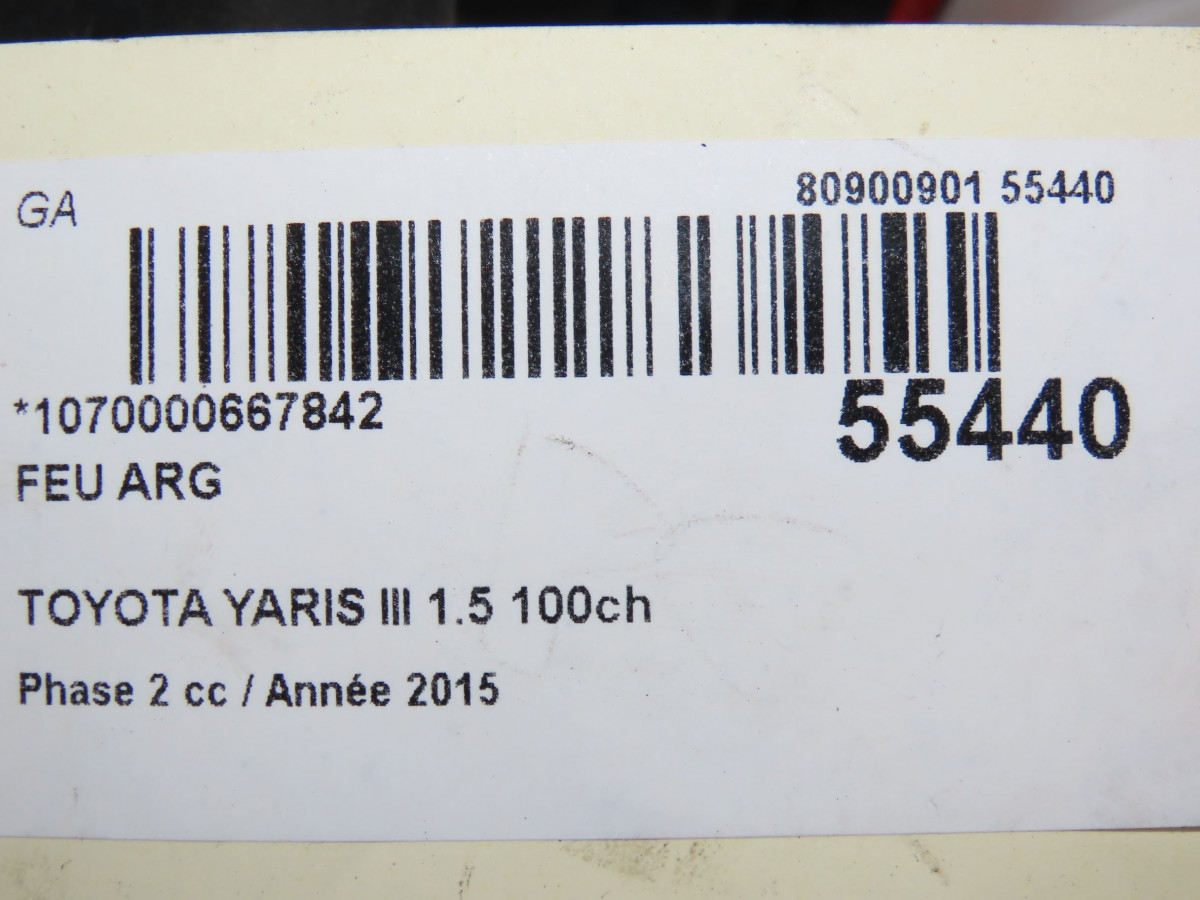 GA
80900901 55440
*1070000667842
55440
FEU ARG
TOYOTA YARIS III 1.5 100ch
Phase 2 cc / Année 2015